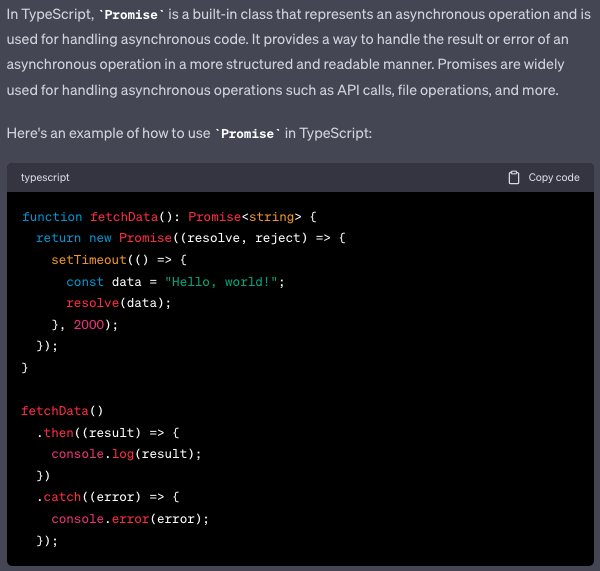 In TypeScript, `Promise` is a built-in class that represents an asynchronous operation and is
used for handling asynchronous code. It provides a way to handle the result or error of an
asynchronous operation in a more structured and readable manner. Promises are widely
used for handling asynchronous operations such as API calls, file operations, and more.
Here's an example of how to use `Promise` in TypeScript:
typescript Copy code
function fetchData(): Promise<string> {
  return new Promise((resolve, reject) => {
    setTimeout(() => {
      const data = "Hello, world!";
      resolve(data);
    }, 2000);
  });
}
fetchData()
  .then((result) => {
    console.log(result);
  })
  .catch((error) => {
    console.error(error);
  });